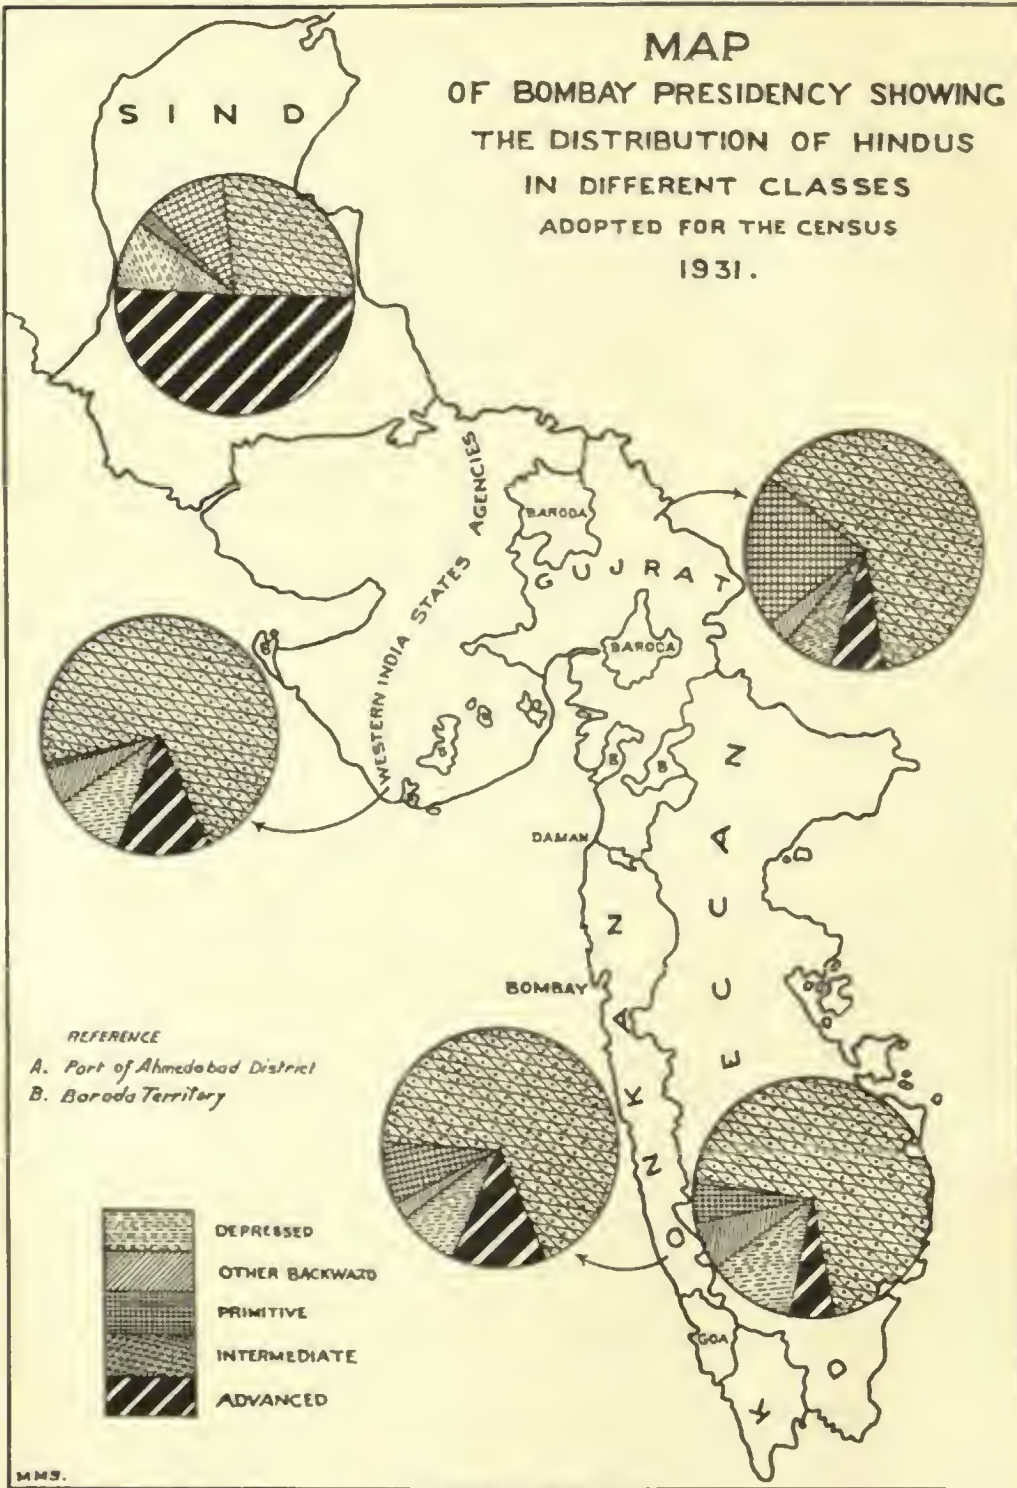 MAP
OF BOMBAY PRESIDENCY SHOWING
THE DISTRIBUTION OF HINDUS
IN DIFFERENT CLASSES
ADOPTED FOR THE CENSUS
1931.
SIND
WESTERN INDIA STATES AGENCIES
BARODA
GUJRAT
BARODA
B
B
B
DAMAN
BOMBAY
DECCAN
KONKAN
GOA
REFERENCE
A. Part of Ahmedabad District
B. Baroda Territory
DEPRESSED
OTHER BACKWARD
PRIMITIVE
INTERMEDIATE
ADVANCED
MMS.